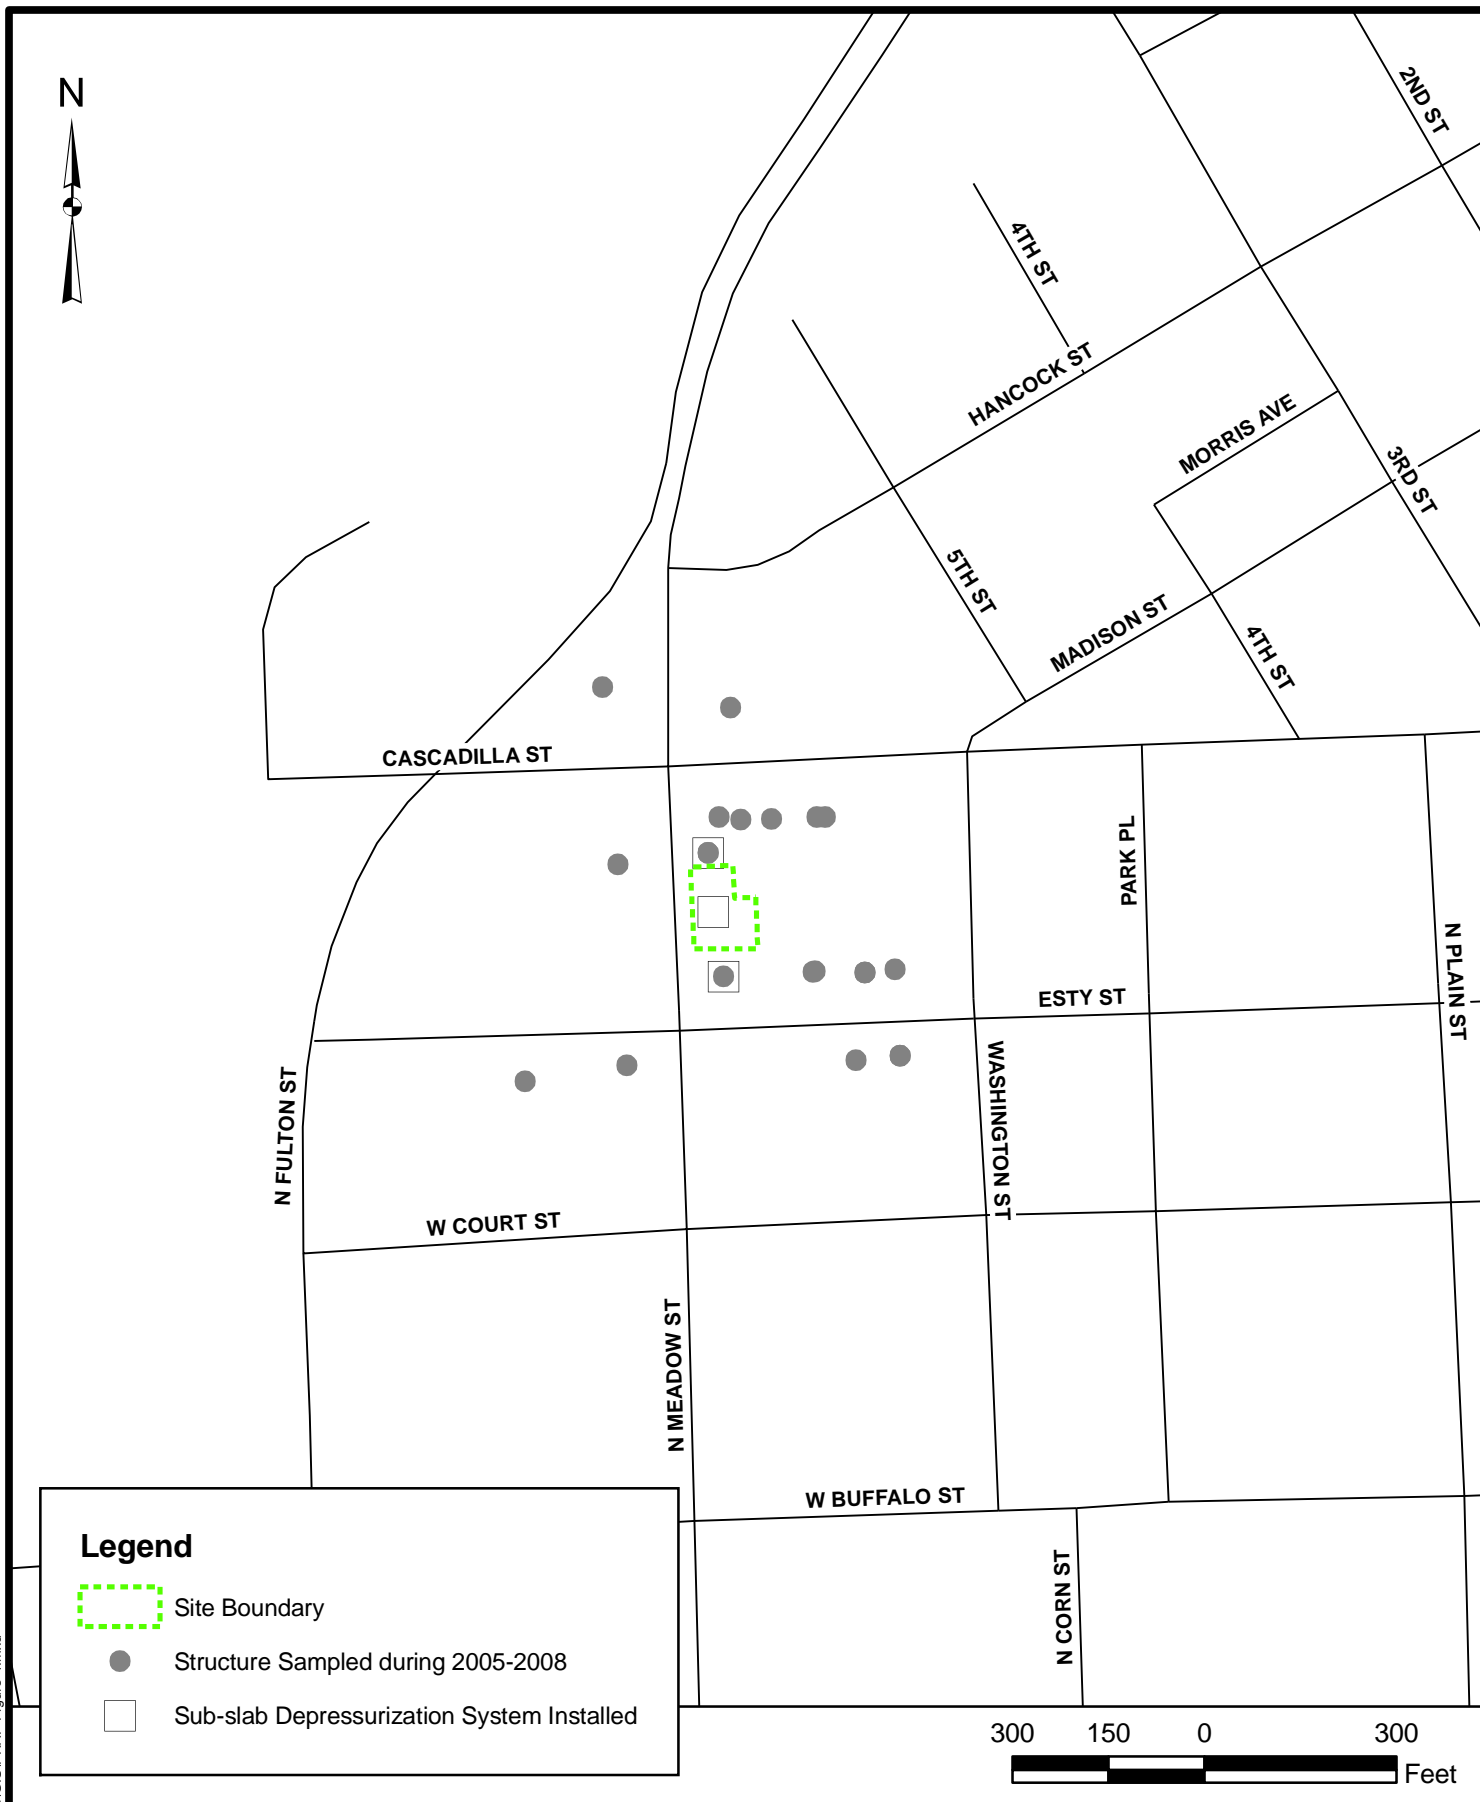 N
2ND ST
4TH ST
HANCOCK ST
MORRIS AVE
3RD ST
5TH ST
MADISON ST
4TH ST
CASCADILLA ST
PARK PL
N PLAIN ST
ESTY ST
WASHINGTON ST
N FULTON ST
W COURT ST
N MEADOW ST
W BUFFALO ST
N CORN ST
Legend
Site Boundary
Structure Sampled during 2005-2008
Sub-slab Depressurization System Installed
300 150 0 300
Feet